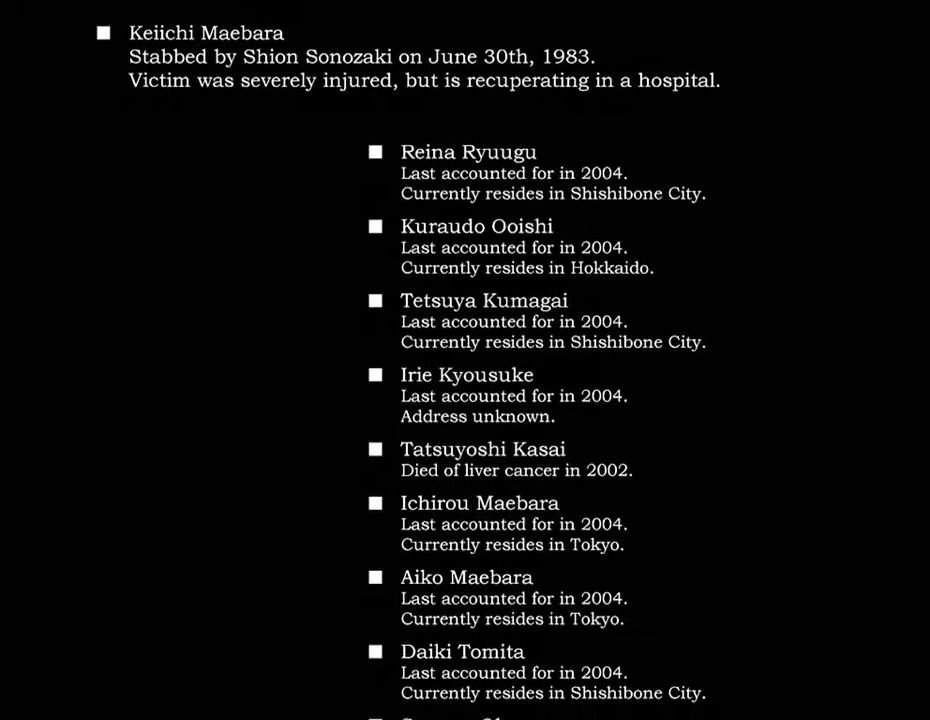 Keiichi Maebara
Stabbed by Shion Sonozaki on June 30th, 1983.
Victim was severely injured, but is recuperating in a hospital.
Reina Ryuugu
Last accounted for in 2004.
Currently resides in Shishibone City.
Kuraudo Ooishi
Last accounted for in 2004.
Currently resides in Hokkaido.
Tetsuya Kumagai
Last accounted for in 2004.
Currently resides in Shishibone City.
Irie Kyousuke
Last accounted for in 2004.
Address unknown.
Tatsuyoshi Kasai
Died of liver cancer in 2002.
Ichirou Maebara
Last accounted for in 2004.
Currently resides in Tokyo.
Aiko Maebara
Last accounted for in 2004.
Currently resides in Tokyo.
Daiki Tomita
Last accounted for in 2004.
Currently resides in Shishibone City.